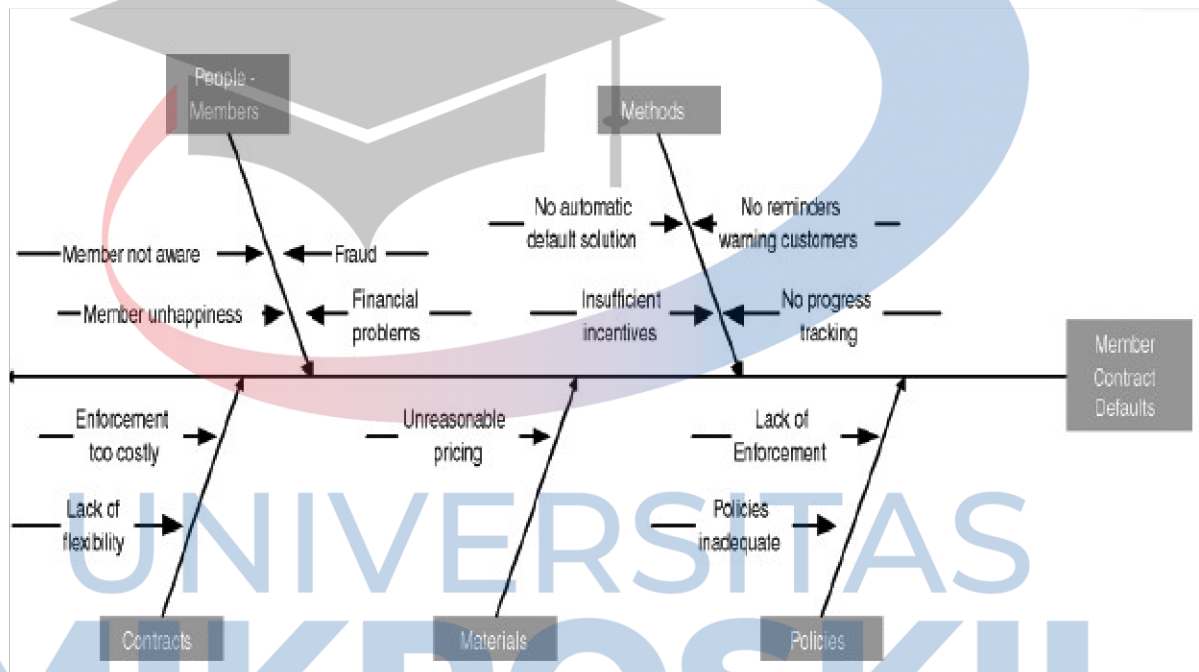 People -
Members
Methods
No automatic
default solution
No reminders
warning customers
Member not aware
Fraud
Member unhappiness
Financial
problems
Insufficient
incentives
No progress
tracking
Member
Contract
Defaults
Enforcement
too costly
Unreasonable
pricing
Lack of
Enforcement
Lack of
flexibility
Policies
inadequate
UNIVERSITAS
Contracts
Materials
Policies
MIKROSKIL